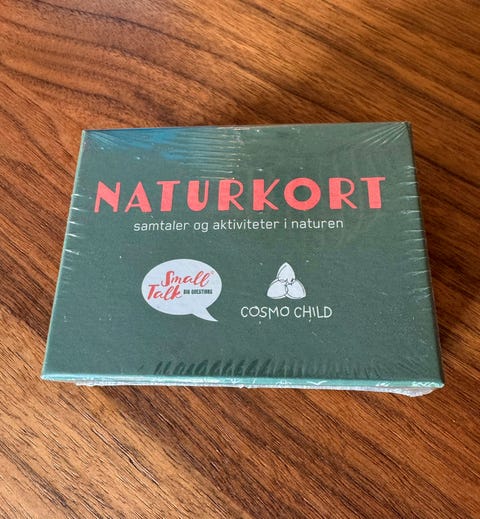 NATURKORT
samtaler og aktiviteter i naturen
Small
Talk BIG QUESTIONS
COSMO CHILD